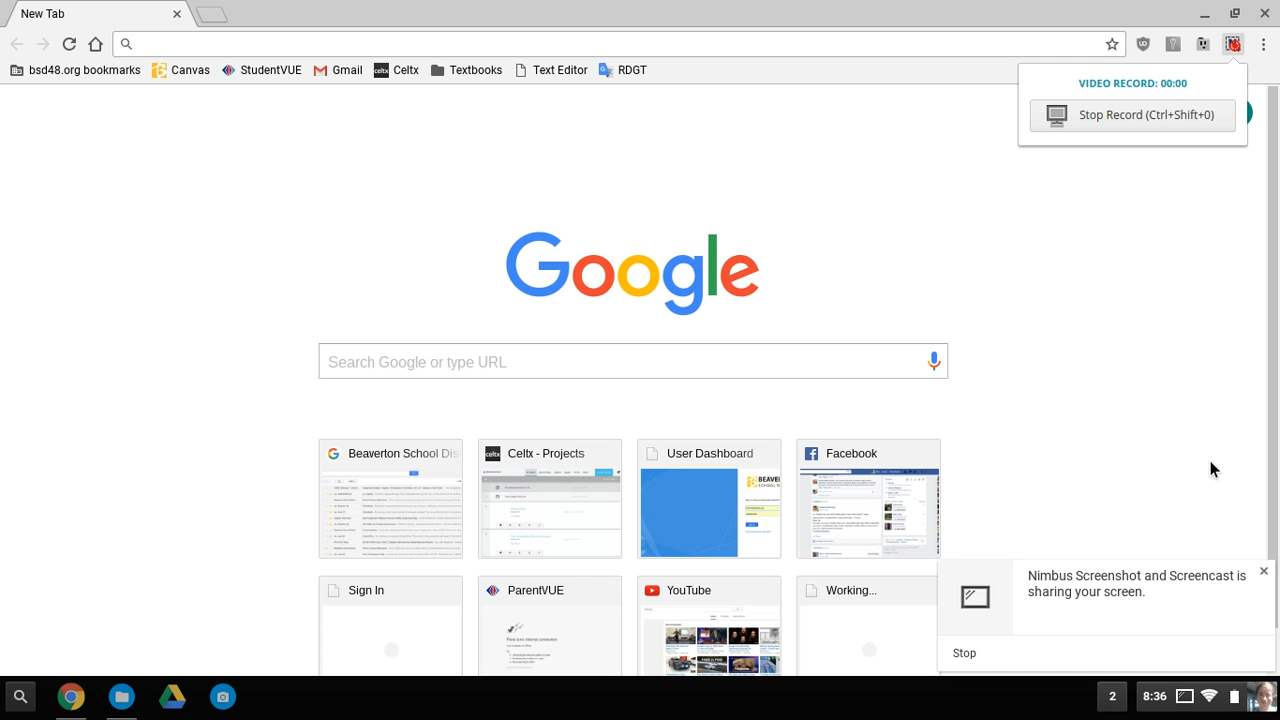 New Tab
bsd48.org bookmarks Canvas StudentVUE Gmail Celtx Textbooks Text Editor RDGT
VIDEO RECORD: 00:00
Stop Record (Ctrl+Shift+0)
Google
Search Google or type URL
Beaverton School Dis
Celtx - Projects
User Dashboard
Facebook
Sign In
ParentVUE
YouTube
Working...
Nimbus Screenshot and Screencast is
sharing your screen.
Stop
2 8:36